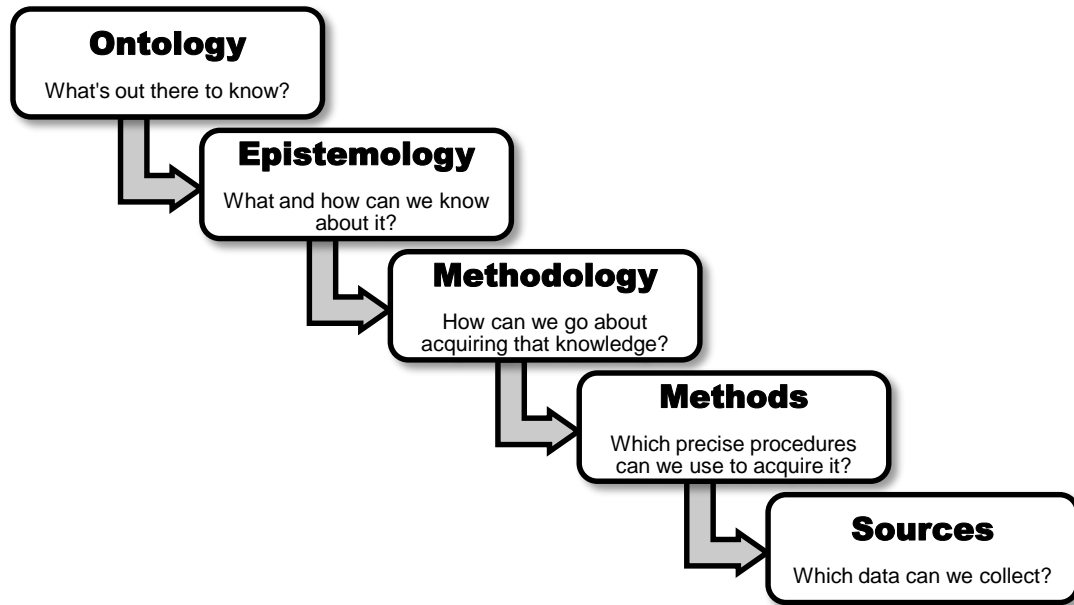 Ontology
What's out there to know?
Epistemology
What and how can we know
about it?
Methodology
How can we go about
acquiring that knowledge?
Methods
Which precise procedures
can we use to acquire it?
Sources
Which data can we collect?